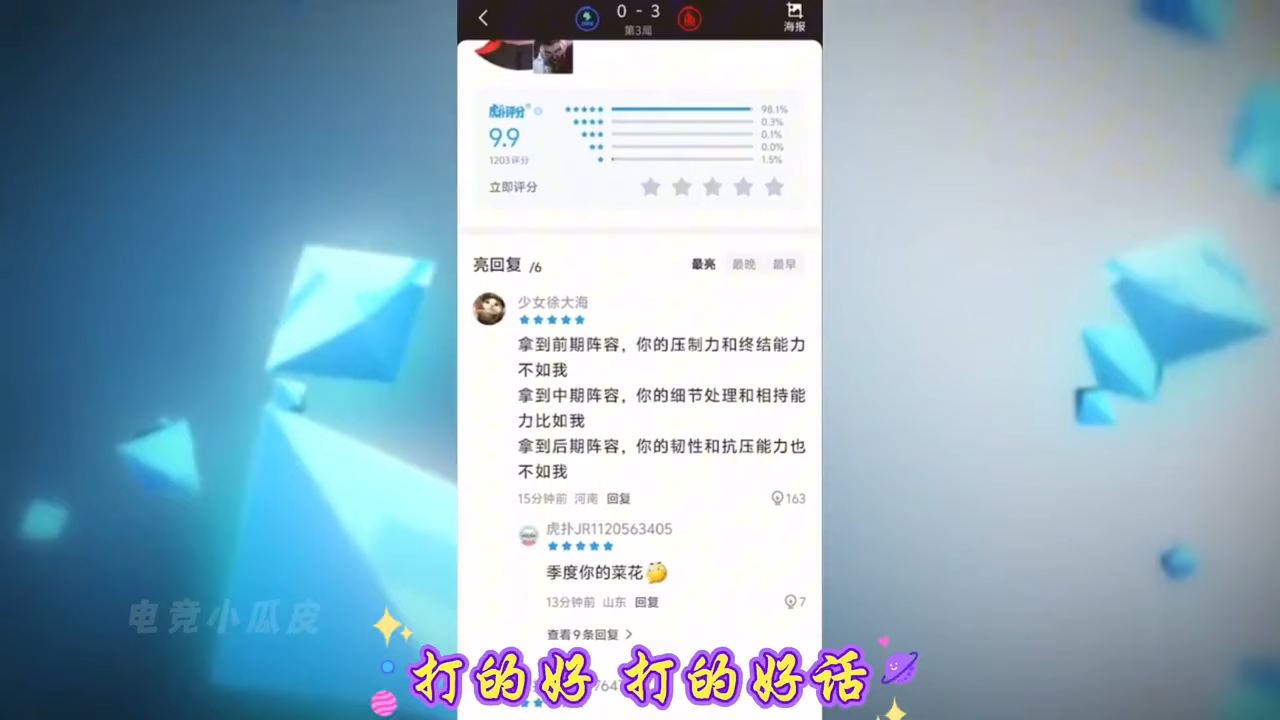 0 - 3
第3局
海报
虎扑评分
9.9
1203评分
98.1%
0.3%
0.1%
0.0%
1.5%
立即评分
亮回复 /6
最亮 最晚 最早
少女徐大海
拿到前期阵容，你的压制力和终结能力
不如我
拿到中期阵容，你的细节处理和相持能
力比如我
拿到后期阵容，你的韧性和抗压能力也
不如我
15分钟前 河南 回复
163
虎扑JR1120563405
季度你的菜花🤔
13分钟前 山东 回复
7
查看9条回复 >
电竞小瓜皮
打的好 打的好话